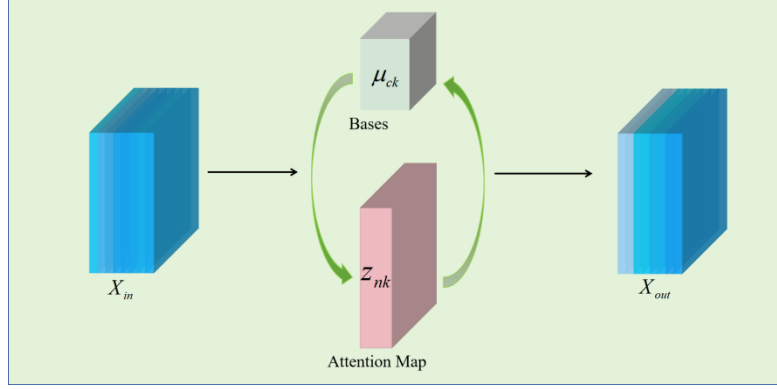 μck
Bases
znk
Xin
Xout
Attention Map